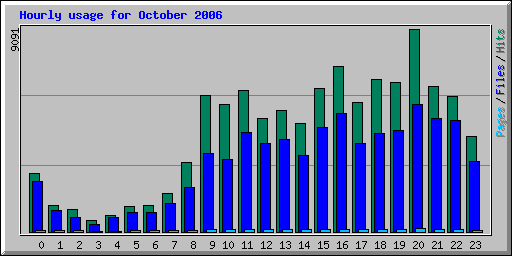 Hourly usage for October 2006
9091
Pages/Files/Hits
0 1 2 3 4 5 6 7 8 9 10 11 12 13 14 15 16 17 18 19 20 21 22 23